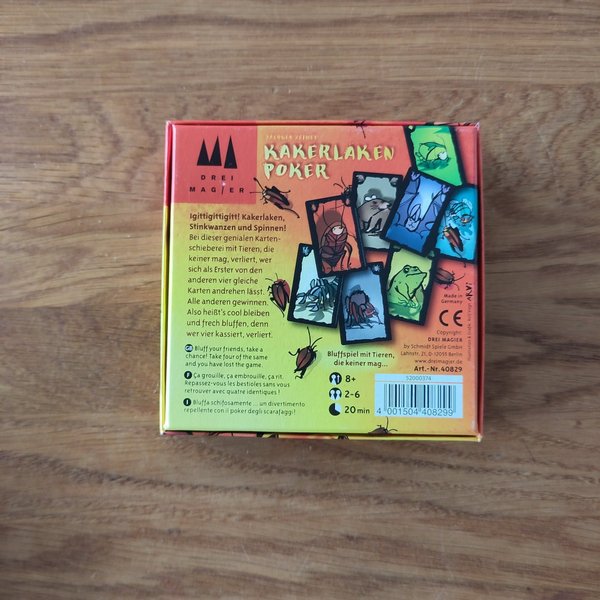 DREI
MAGIER
KAKERLAKEN
POKER
Igittigittigitt! Kakerlaken,
Stinkwanzen und Spinnen!
Bei dieser genialen Karten-
schieberei mit Tieren, die
keiner mag, verliert, wer
sich als Erster von den
anderen vier gleiche
Karten andrehen lässt.
Alle anderen gewinnen.
Also heißt's cool bleiben
und frech bluffen, denn
wer vier kassiert, verliert.
GB Bluff your friends, take a
chance! Take four of the same
and you have lost the game.
F Ça grouille, ça embrouille, ça rit.
Repassez-vous les bestioles sans vous
retrouver avec quatre identiques!
I Bluffa schifosamente ... un divertimento
repellente con il poker degli scarafaggi!
Bluffspiel mit Tieren,
die keiner mag...
8+
2-6
20 min
Made in
Germany
CE
Copyright:
DREI MAGIER
by Schmidt Spiele GmbH
Lahnstr. 21, D-12055 Berlin
www.dreimagier.de
Art.-Nr. 40829
52000374
4 001504 408299